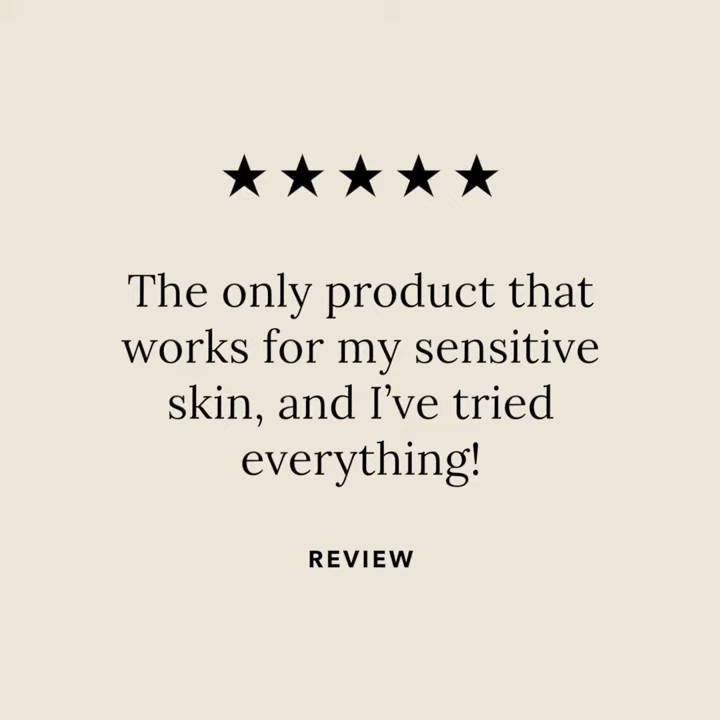 ★★★★★
The only product that
works for my sensitive
skin, and I’ve tried
everything!
REVIEW